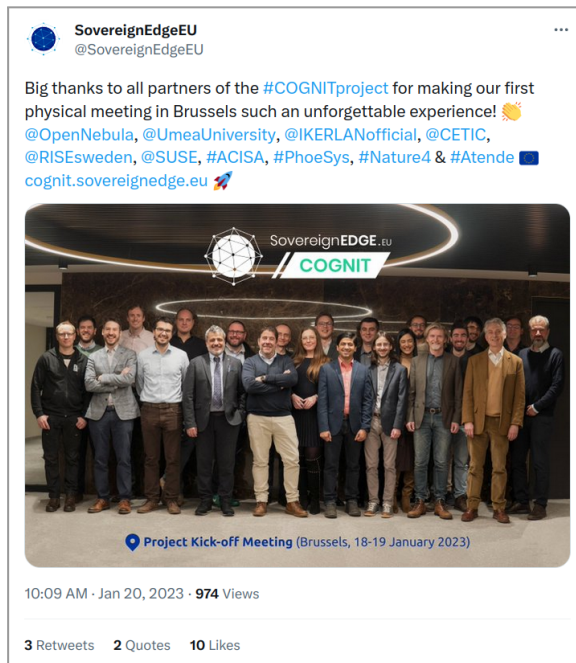 SovereignEdgeEU
@SovereignEdgeEU
Big thanks to all partners of the #COGNITproject for making our first
physical meeting in Brussels such an unforgettable experience! 👏
@OpenNebula, @UmeaUniversity, @IKERLANofficial, @CETIC,
@RISEsweden, @SUSE, #ACISA, #PhoeSys, #Nature4 & #Atende 🇪🇺
cognit.sovereignedge.eu 🚀
SovereignEDGE.EU
COGNIT
Project Kick-off Meeting (Brussels, 18-19 January 2023)
10:09 AM · Jan 20, 2023 · 974 Views
3 Retweets 2 Quotes 10 Likes